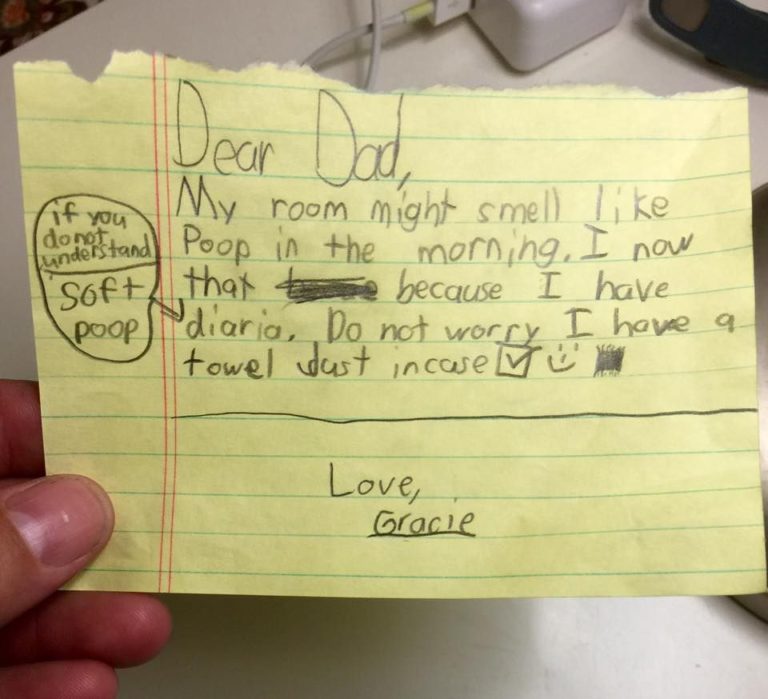 Dear Dad,
My room might smell like
Poop in the morning. I now
that because I have
diaria. Do not worry I have a
towel Just incase
if you
do not
understand
soft
poop
Love,
Gracie